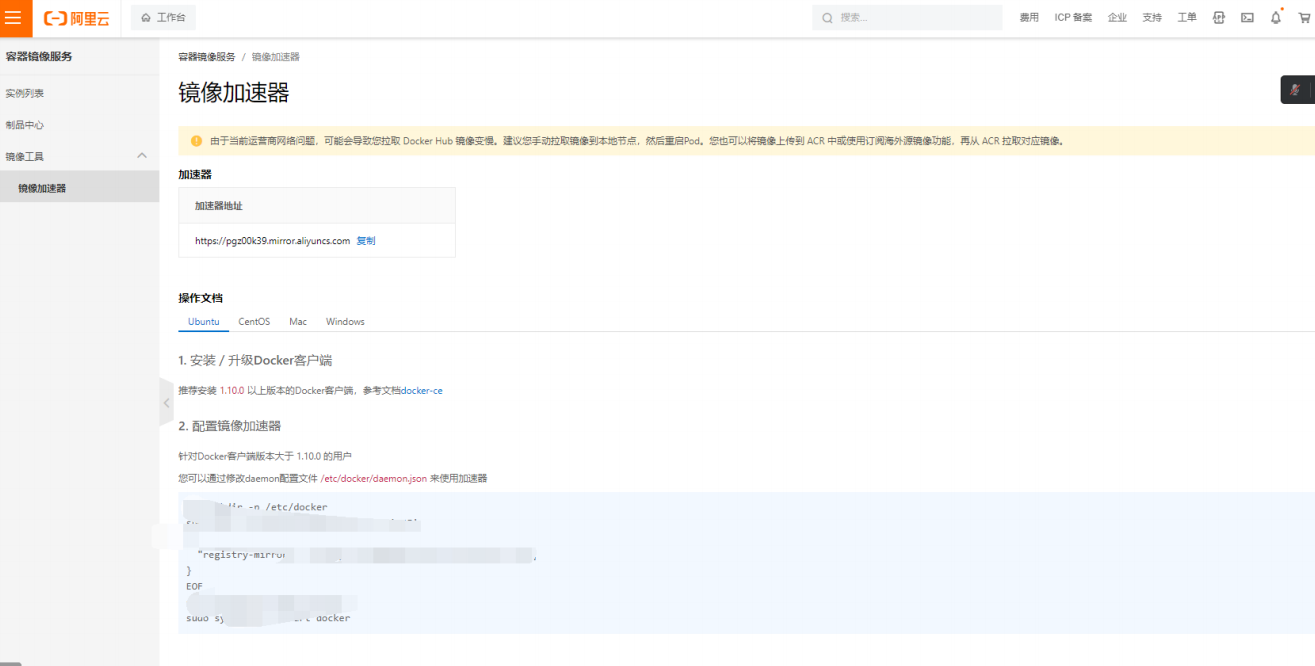 阿里云
工作台
搜索...
费用
ICP 备案
企业
支持
工单
容器镜像服务
实例列表
制品中心
镜像工具
镜像加速器
容器镜像服务 / 镜像加速器
镜像加速器
由于当前运营商网络问题，可能会导致您拉取 Docker Hub 镜像变慢。建议您手动拉取镜像到本地节点，然后重启Pod。您也可以将镜像上传到 ACR 中或使用订阅海外源镜像功能，再从 ACR 拉取对应镜像。
加速器
加速器地址
https://pgz00k39.mirror.aliyuncs.com 复制
操作文档
Ubuntu
CentOS
Mac
Windows
1. 安装 / 升级Docker客户端
推荐安装 1.10.0 以上版本的Docker客户端，参考文档docker-ce
2. 配置镜像加速器
针对Docker客户端版本大于 1.10.0 的用户
您可以通过修改daemon配置文件 /etc/docker/daemon.json 来使用加速器
/etc/docker
"registry-mirror
}
EOF
docker